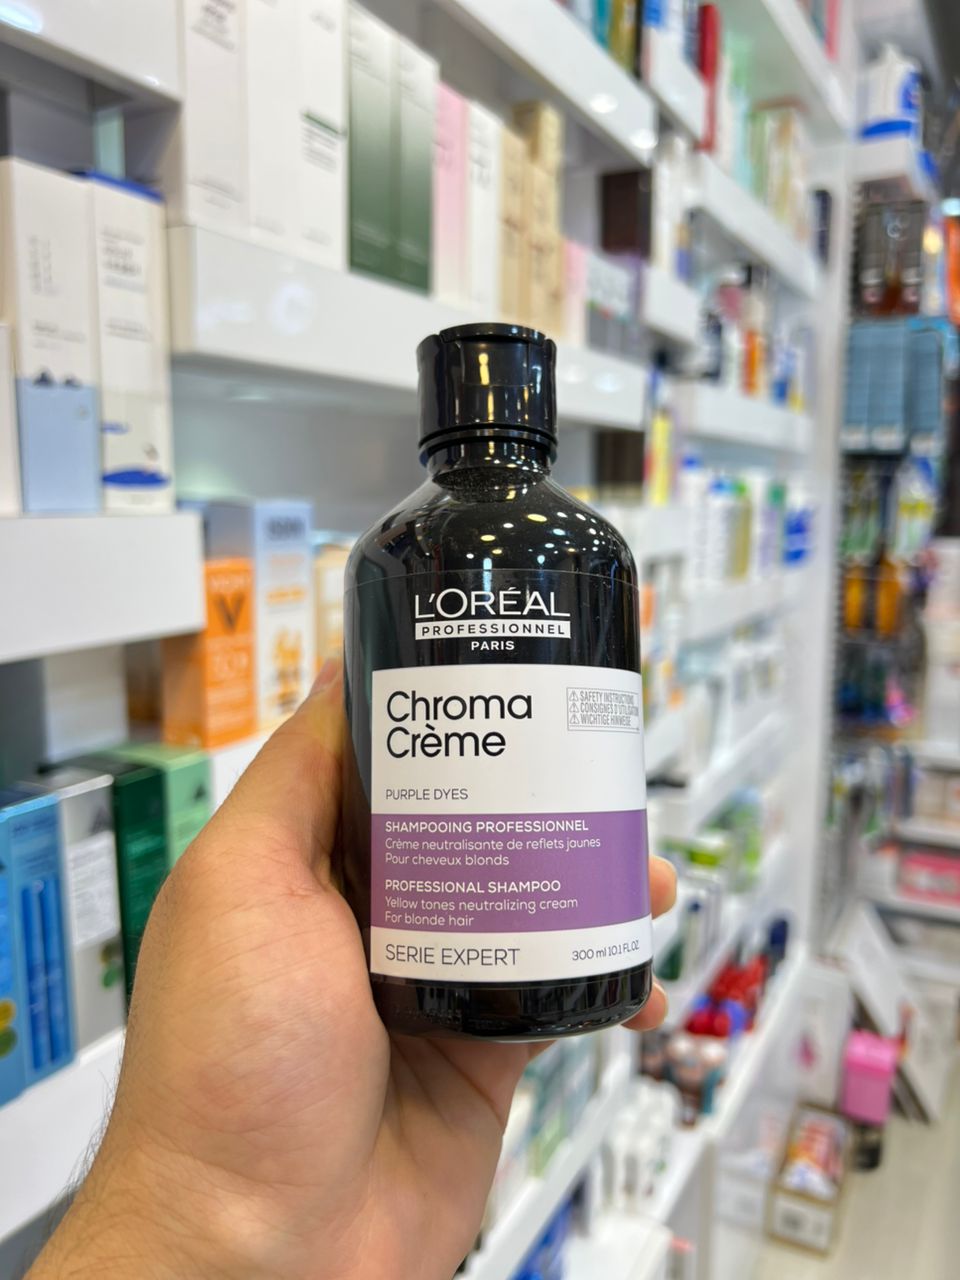 L'ORÉAL
PROFESSIONNEL
PARIS
Chroma
Crème
SAFETY INSTRUCTIONS
CONSIGNES D'UTILISATION
WICHTIGE HINWEISE
PURPLE DYES
SHAMPOOING PROFESSIONNEL
Crème neutralisante de reflets jaunes
Pour cheveux blonds
PROFESSIONAL SHAMPOO
Yellow tones neutralizing cream
For blonde hair
SERIE EXPERT
300 ml 10.1 FL.OZ.